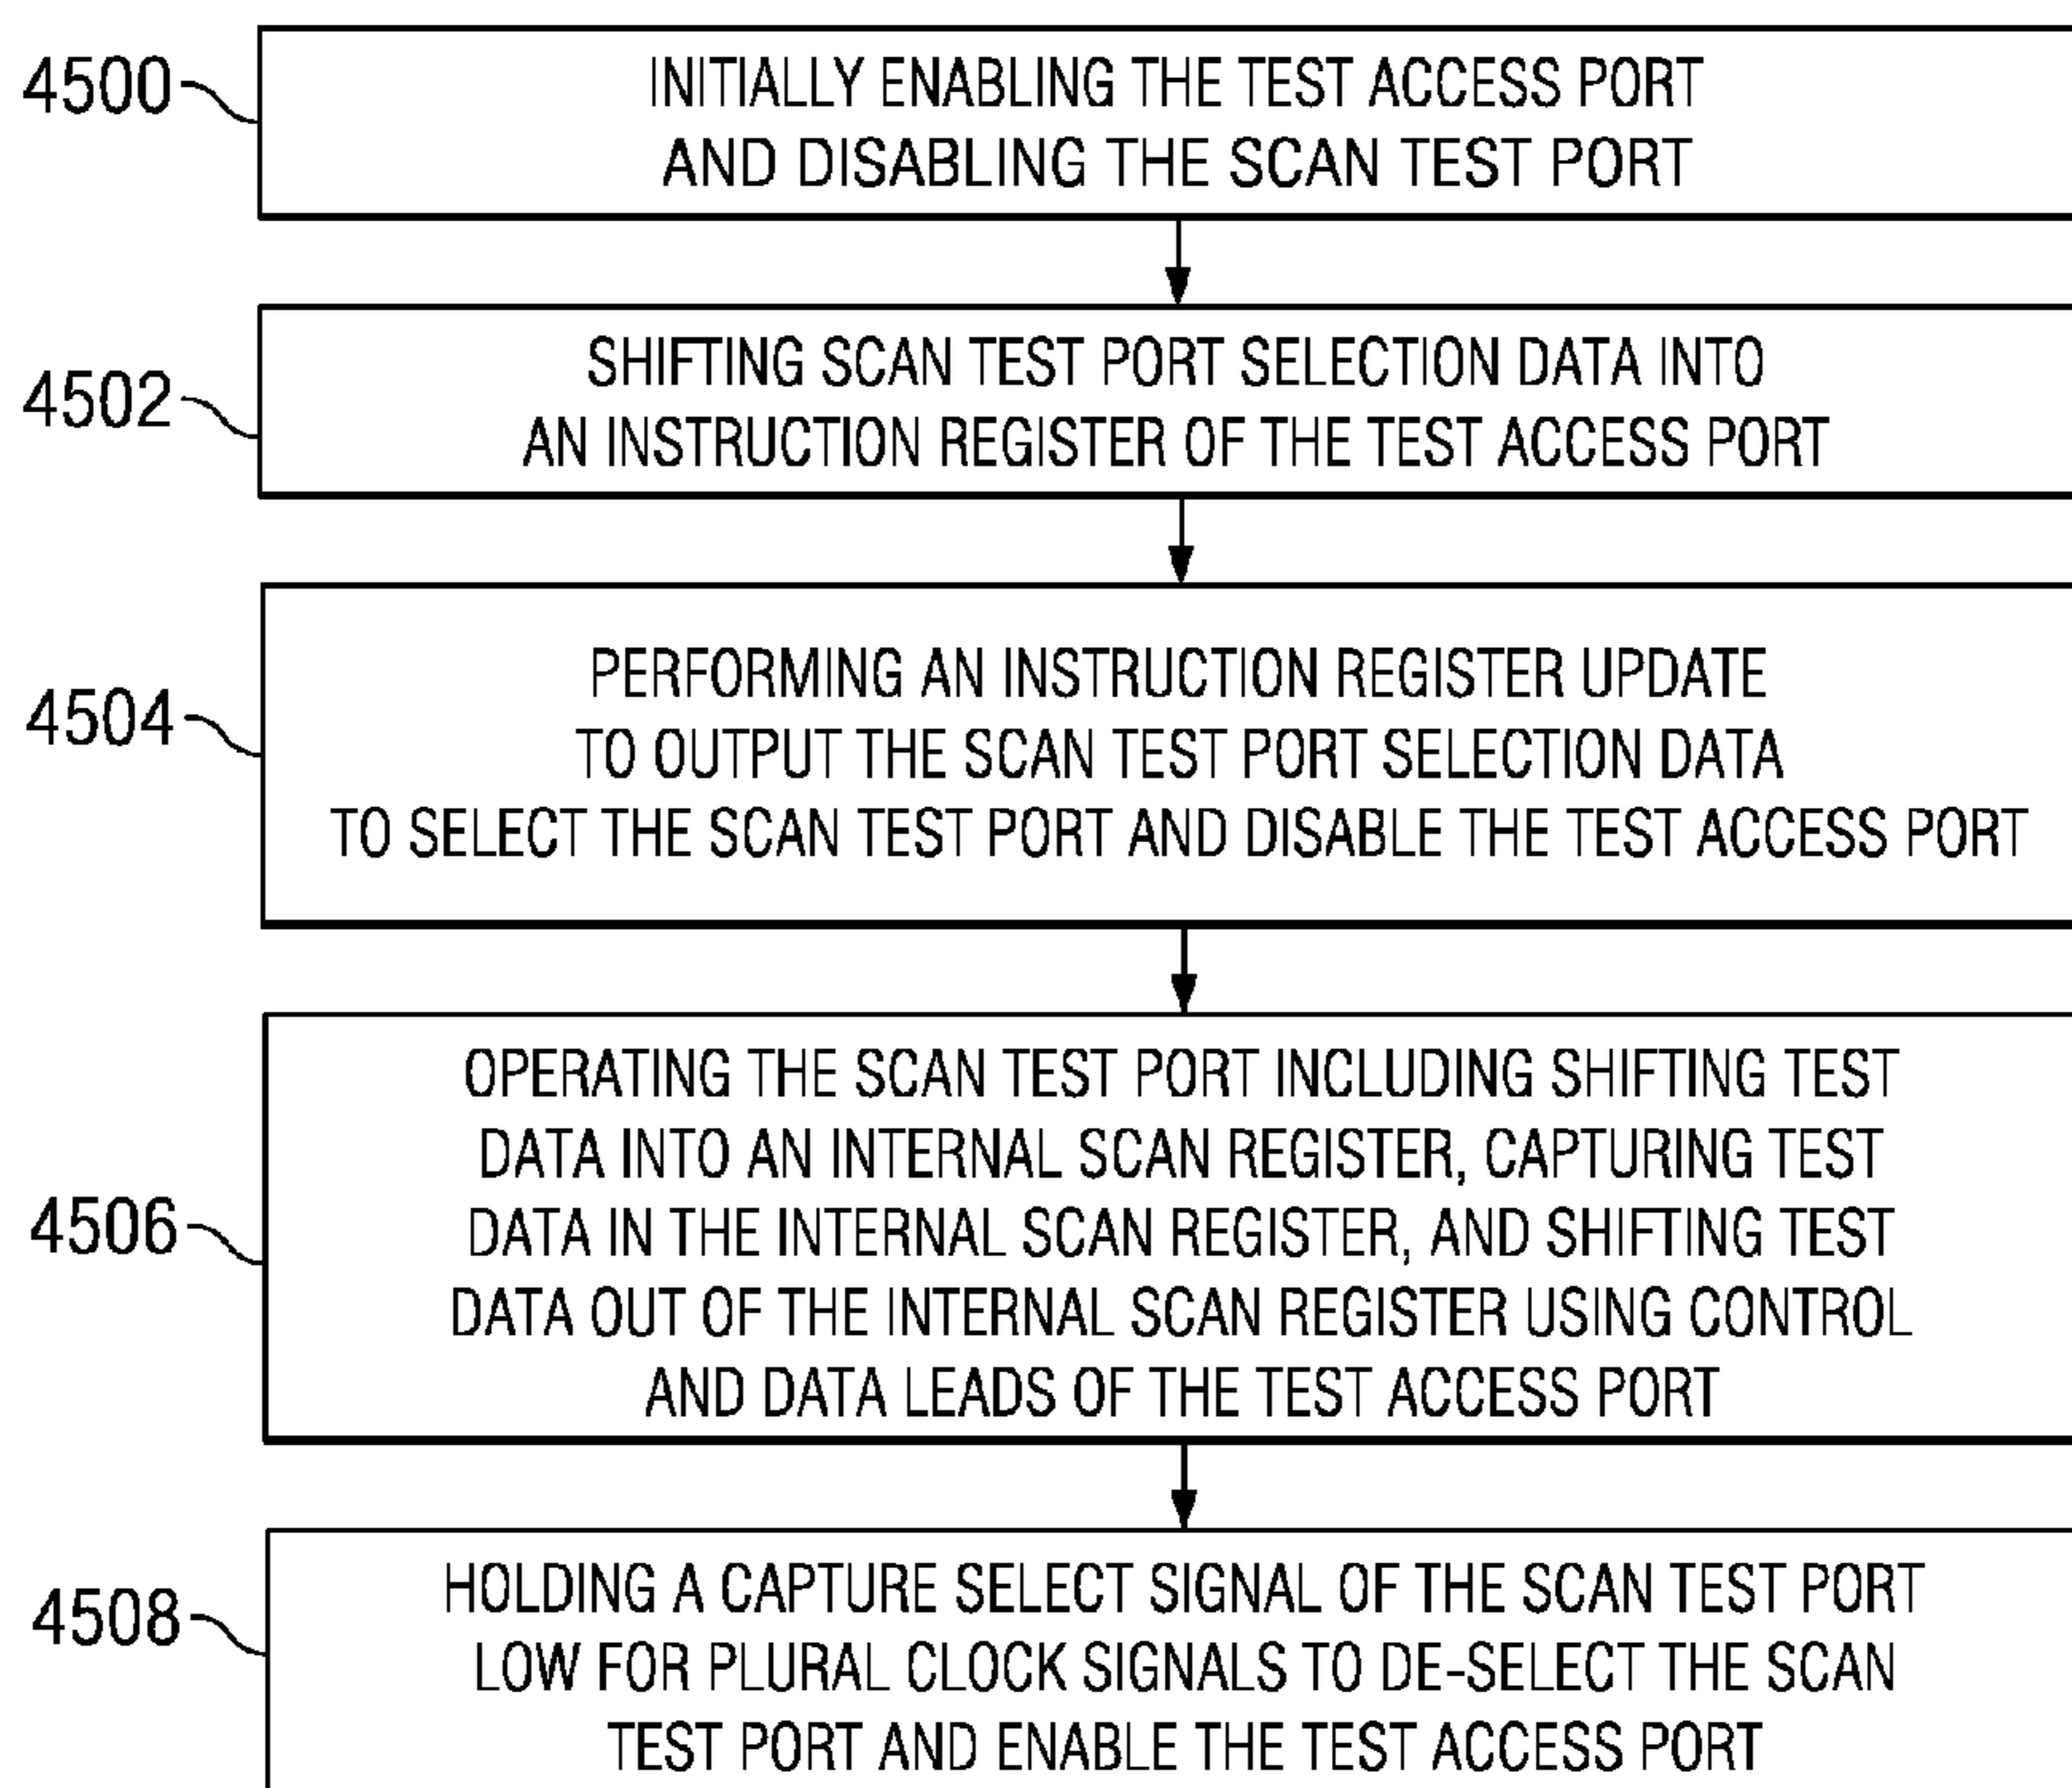 4500
INITIALLY ENABLING THE TEST ACCESS PORT
AND DISABLING THE SCAN TEST PORT
4502
SHIFTING SCAN TEST PORT SELECTION DATA INTO
AN INSTRUCTION REGISTER OF THE TEST ACCESS PORT
4504
PERFORMING AN INSTRUCTION REGISTER UPDATE
TO OUTPUT THE SCAN TEST PORT SELECTION DATA
TO SELECT THE SCAN TEST PORT AND DISABLE THE TEST ACCESS PORT
4506
OPERATING THE SCAN TEST PORT INCLUDING SHIFTING TEST
DATA INTO AN INTERNAL SCAN REGISTER, CAPTURING TEST
DATA IN THE INTERNAL SCAN REGISTER, AND SHIFTING TEST
DATA OUT OF THE INTERNAL SCAN REGISTER USING CONTROL
AND DATA LEADS OF THE TEST ACCESS PORT
4508
HOLDING A CAPTURE SELECT SIGNAL OF THE SCAN TEST PORT
LOW FOR PLURAL CLOCK SIGNALS TO DE-SELECT THE SCAN
TEST PORT AND ENABLE THE TEST ACCESS PORT